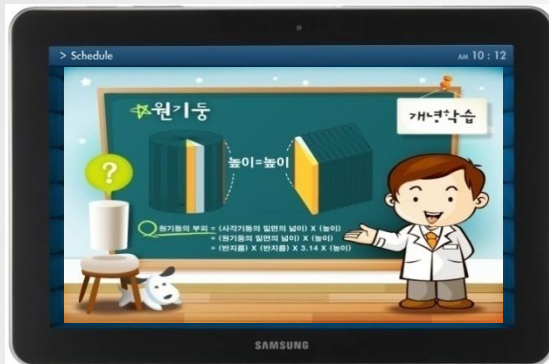 > Schedule
AM 10 : 12
원기둥
개념학습
?
높이=높이
원기둥의 부피 = (사각기둥의 밑면의 넓이) X (높이)
= (원기둥의 밑면의 넓이) X (높이)
= (반지름) X (반지름) X 3.14 X (높이)
SAMSUNG